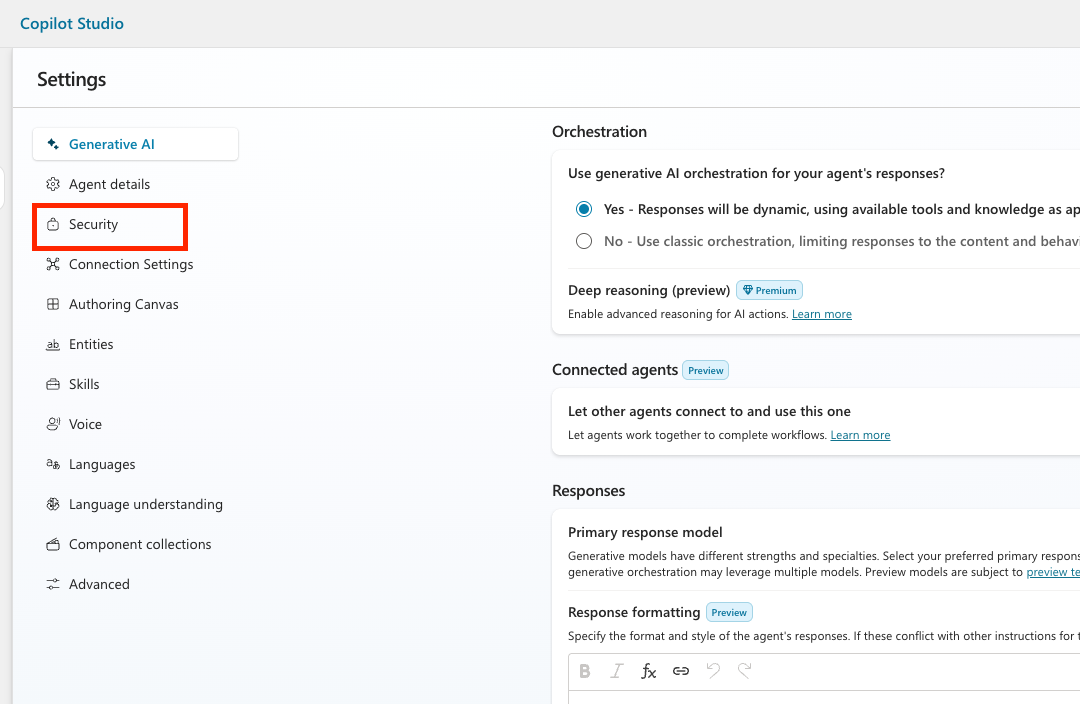 Copilot Studio
Settings
Generative AI
Agent details
Security
Connection Settings
Authoring Canvas
Entities
Skills
Voice
Languages
Language understanding
Component collections
Advanced
Orchestration
Use generative AI orchestration for your agent's responses?
Yes - Responses will be dynamic, using available tools and knowledge as ap
No - Use classic orchestration, limiting responses to the content and behavi
Deep reasoning (preview) Premium
Enable advanced reasoning for AI actions. Learn more
Connected agents Preview
Let other agents connect to and use this one
Let agents work together to complete workflows. Learn more
Responses
Primary response model
Generative models have different strengths and specialties. Select your preferred primary respons
generative orchestration may leverage multiple models. Preview models are subject to preview te
Response formatting Preview
Specify the format and style of the agent's responses. If these conflict with other instructions for t
B I fx